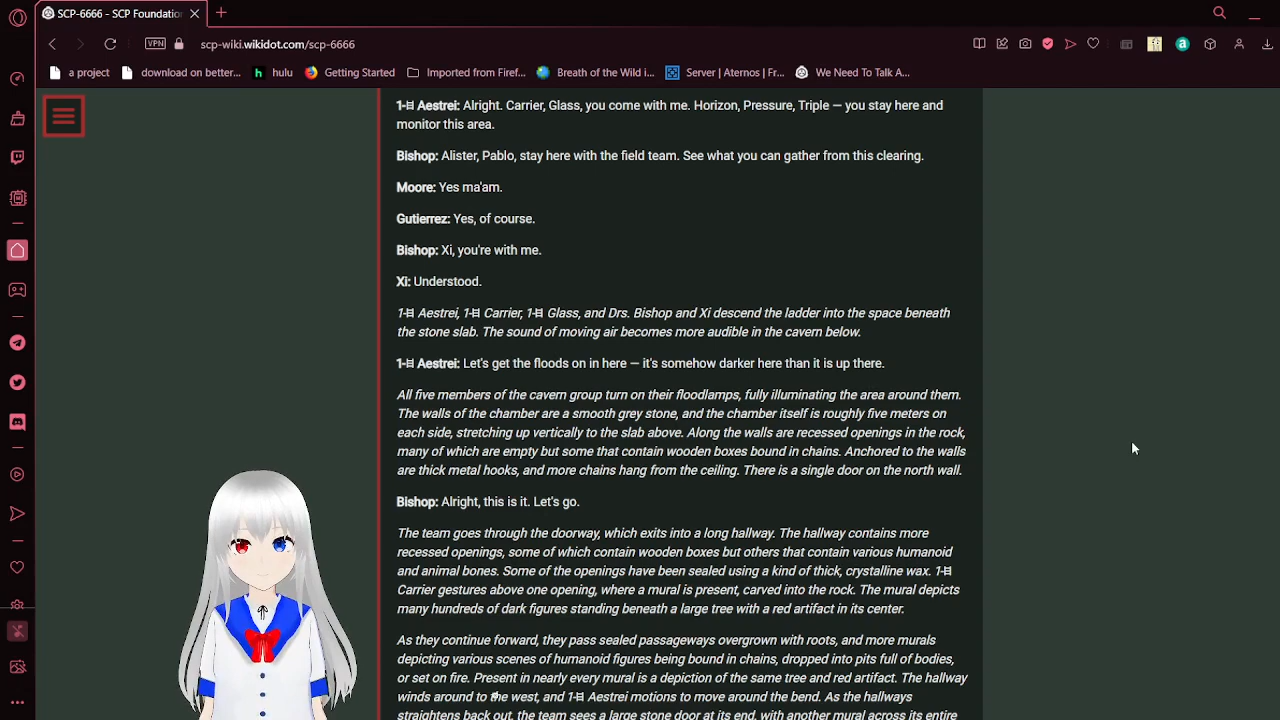 SCP-6666 - SCP Foundation
VPN
scp-wiki.wikidot.com/scp-6666
a project
download on better...
hulu
Getting Started
Imported from Firef...
Breath of the Wild i...
Server | Aternos | Fr...
We Need To Talk A...
1-ℍ Aestrei: Alright. Carrier, Glass, you come with me. Horizon, Pressure, Triple — you stay here and
monitor this area.
Bishop: Alister, Pablo, stay here with the field team. See what you can gather from this clearing.
Moore: Yes ma'am.
Gutierrez: Yes, of course.
Bishop: Xi, you're with me.
Xi: Understood.
1-ℍ Aestrei, 1-ℍ Carrier, 1-ℍ Glass, and Drs. Bishop and Xi descend the ladder into the space beneath
the stone slab. The sound of moving air becomes more audible in the cavern below.
1-ℍ Aestrei: Let's get the floods on in here — it's somehow darker here than it is up there.
All five members of the cavern group turn on their floodlamps, fully illuminating the area around them.
The walls of the chamber are a smooth grey stone, and the chamber itself is roughly five meters on
each side, stretching up vertically to the slab above. Along the walls are recessed openings in the rock,
many of which are empty but some that contain wooden boxes bound in chains. Anchored to the walls
are thick metal hooks, and more chains hang from the ceiling. There is a single door on the north wall.
Bishop: Alright, this is it. Let's go.
The team goes through the doorway, which exits into a long hallway. The hallway contains more
recessed openings, some of which contain wooden boxes but others that contain various humanoid
and animal bones. Some of the openings have been sealed using a kind of thick, crystalline wax. 1-ℍ
Carrier gestures above one opening, where a mural is present, carved into the rock. The mural depicts
many hundreds of dark figures standing beneath a large tree with a red artifact in its center.
As they continue forward, they pass sealed passageways overgrown with roots, and more murals
depicting various scenes of humanoid figures being bound in chains, dropped into pits full of bodies,
or set on fire. Present in nearly every mural is a depiction of the same tree and red artifact. The hallway
winds around to the west, and 1-ℍ Aestrei motions to move around the bend. As the hallways
straightens back out, the team sees a large stone door at its end, with another mural across its entire